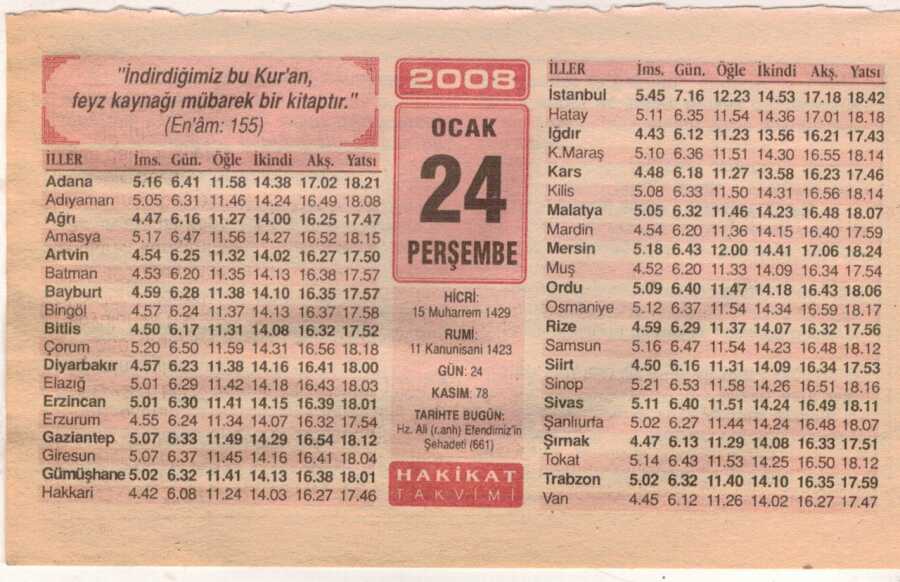 "İndirdiğimiz bu Kur'an,
feyz kaynağı mübarek bir kitaptır."
(En'âm: 155)
İLLER İms. Gün. Öğle İkindi Akş. Yatsı
Adana 5.16 6.41 11.58 14.38 17.02 18.21
Adıyaman 5.05 6.31 11.46 14.24 16.49 18.08
Ağrı 4.47 6.16 11.27 14.00 16.25 17.47
Amasya 5.17 6.47 11.56 14.27 16.52 18.15
Artvin 4.54 6.25 11.32 14.02 16.27 17.50
Batman 4.53 6.20 11.35 14.13 16.38 17.57
Bayburt 4.59 6.28 11.38 14.10 16.35 17.57
Bingöl 4.57 6.24 11.37 14.13 16.37 17.58
Bitlis 4.50 6.17 11.31 14.08 16.32 17.52
Çorum 5.20 6.50 11.59 14.31 16.56 18.18
Diyarbakır 4.57 6.23 11.38 14.16 16.41 18.00
Elazığ 5.01 6.29 11.42 14.18 16.43 18.03
Erzincan 5.01 6.30 11.41 14.15 16.39 18.01
Erzurum 4.55 6.24 11.34 14.07 16.32 17.54
Gaziantep 5.07 6.33 11.49 14.29 16.54 18.12
Giresun 5.07 6.37 11.45 14.16 16.41 18.04
Gümüşhane 5.02 6.32 11.41 14.13 16.38 18.01
Hakkari 4.42 6.08 11.24 14.03 16.27 17.46
2008
OCAK
24
PERŞEMBE
HİCRİ:
15 Muharrem 1429
RUMİ:
11 Kanunisani 1423
GÜN: 24
KASIM: 78
TARİHTE BUGÜN:
Hz. Ali (r.anh) Efendimiz'in
Şehadeti (661)
HAKİKAT
TAKVİMİ
İLLER İms. Gün. Öğle İkindi Akş. Yatsı
İstanbul 5.45 7.16 12.23 14.53 17.18 18.42
Hatay 5.11 6.35 11.54 14.36 17.01 18.18
Iğdır 4.43 6.12 11.23 13.56 16.21 17.43
K.Maraş 5.10 6.36 11.51 14.30 16.55 18.14
Kars 4.48 6.18 11.27 13.58 16.23 17.46
Kilis 5.08 6.33 11.50 14.31 16.56 18.14
Malatya 5.05 6.32 11.46 14.23 16.48 18.07
Mardin 4.54 6.20 11.36 14.15 16.40 17.59
Mersin 5.18 6.43 12.00 14.41 17.06 18.24
Muş 4.52 6.20 11.33 14.09 16.34 17.54
Ordu 5.09 6.40 11.47 14.18 16.43 18.06
Osmaniye 5.12 6.37 11.54 14.34 16.59 18.17
Rize 4.59 6.29 11.37 14.07 16.32 17.56
Samsun 5.16 6.47 11.54 14.23 16.48 18.12
Siirt 4.50 6.16 11.31 14.09 16.34 17.53
Sinop 5.21 6.53 11.58 14.26 16.51 18.16
Sivas 5.11 6.40 11.51 14.24 16.49 18.11
Şanlıurfa 5.02 6.27 11.44 14.24 16.48 18.07
Şırnak 4.47 6.13 11.29 14.08 16.33 17.51
Tokat 5.14 6.43 11.53 14.25 16.50 18.12
Trabzon 5.02 6.32 11.40 14.10 16.35 17.59
Van 4.45 6.12 11.26 14.02 16.27 17.47